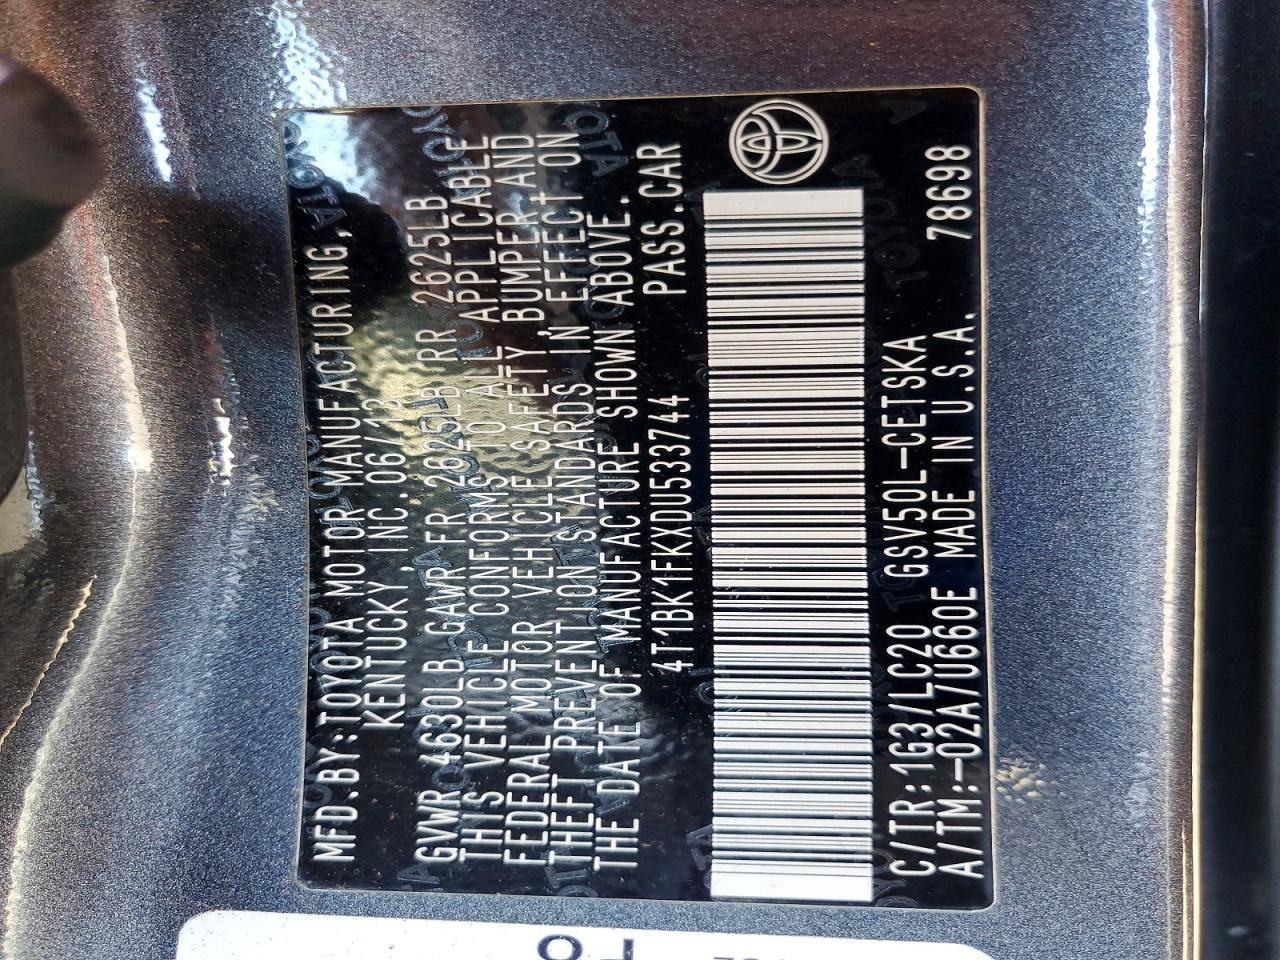 MFD.BY:TOYOTA MOTOR MANUFACTURING,
KENTUCKY,INC.06/13
GVWR 4630LB GAWR FR 2625LB RR 2625LB
THIS VEHICLE CONFORMS TO ALL APPLICABLE
FEDERAL MOTOR VEHICLE SAFETY,BUMPER AND
THEFT PREVENTION STANDARDS IN EFFECT ON
THE DATE OF MANUFACTURE SHOWN ABOVE.
4T1BK1FKXDU533744 PASS.CAR
C/TR:1G3/LC20 GSV50L-CETSKA
A/TM:-02A/U660E MADE IN U.S.A. 78698